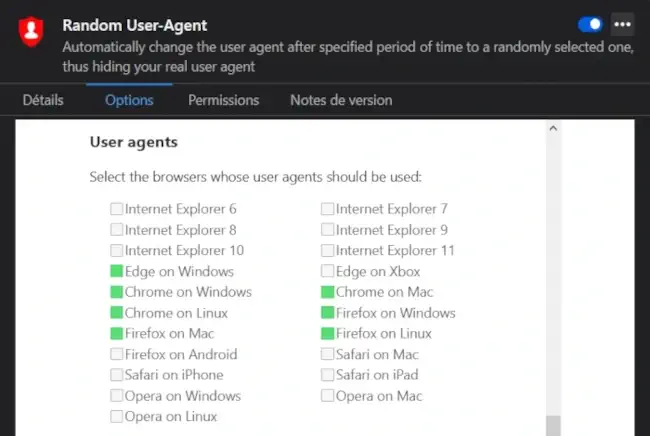 Random User-Agent
Automatically change the user agent after specified period of time to a randomly selected one,
thus hiding your real user agent
Détails Options Permissions Notes de version
User agents
Select the browsers whose user agents should be used:
Internet Explorer 6 Internet Explorer 7
Internet Explorer 8 Internet Explorer 9
Internet Explorer 10 Internet Explorer 11
Edge on Windows Edge on Xbox
Chrome on Windows Chrome on Mac
Chrome on Linux Firefox on Windows
Firefox on Mac Firefox on Linux
Firefox on Android Safari on Mac
Safari on iPhone Safari on iPad
Opera on Windows Opera on Mac
Opera on Linux